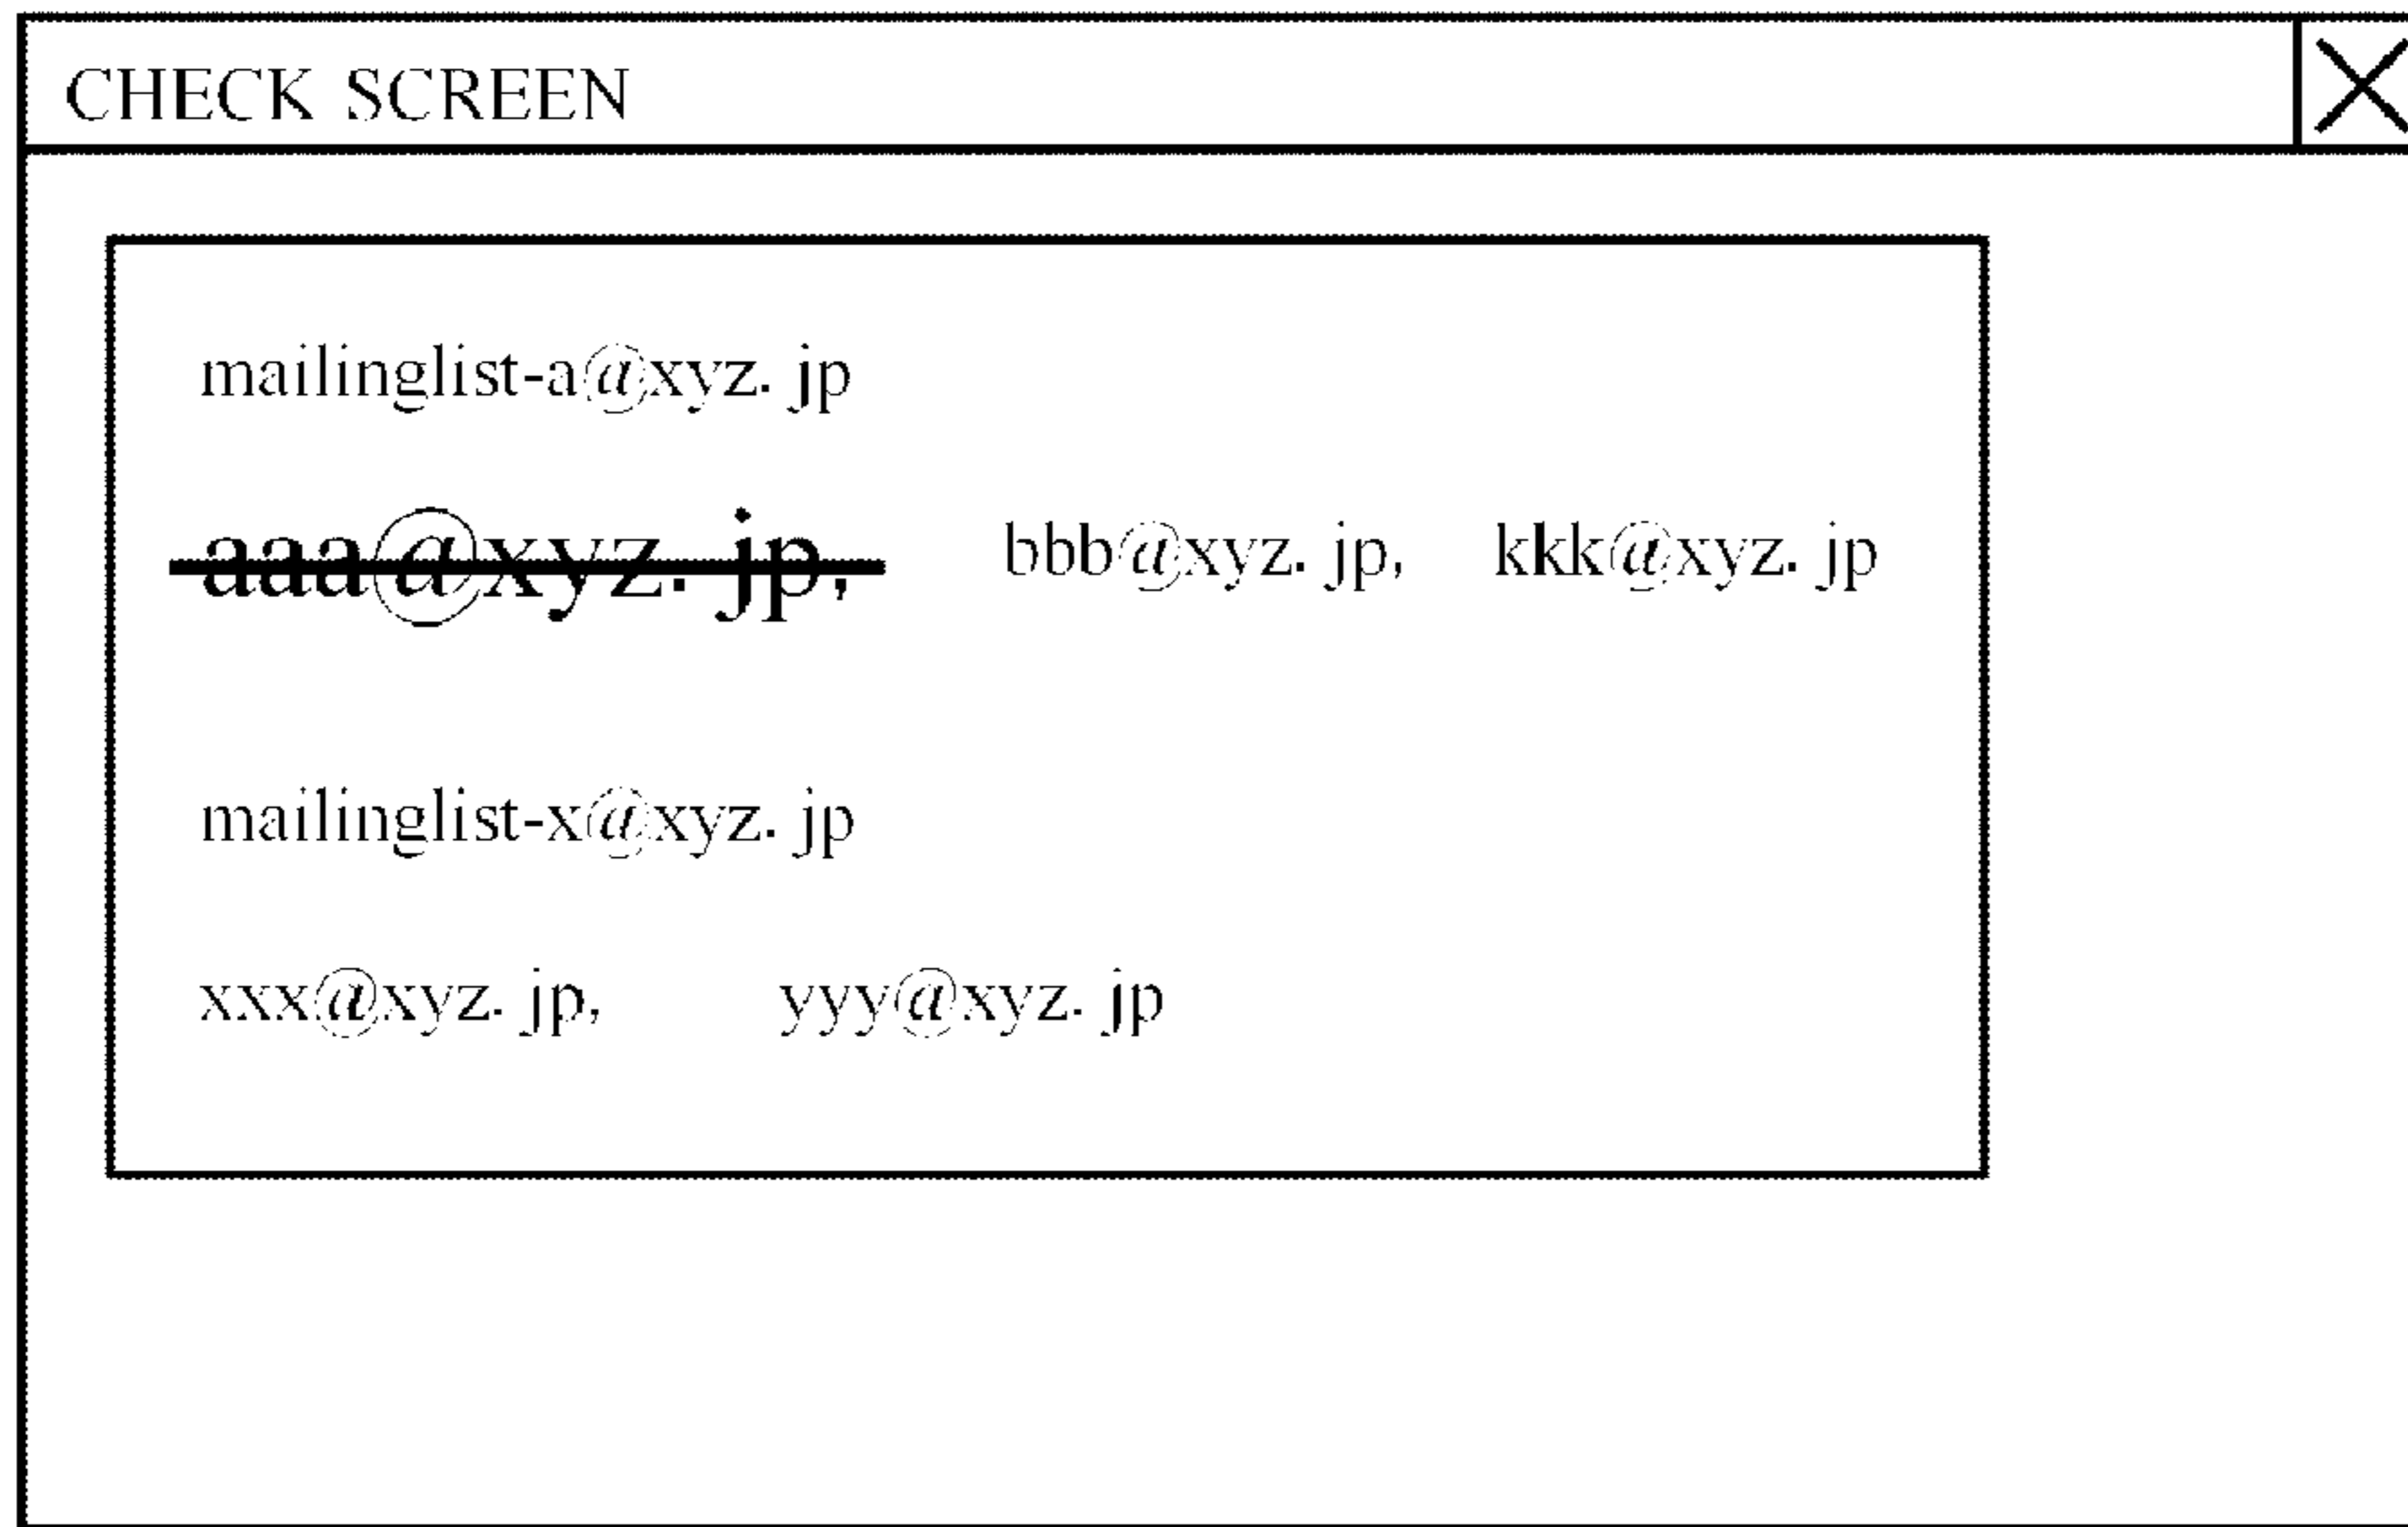 CHECK SCREEN
mailinglist-a@xyz. jp
aaa@xyz. jp, bbb@xyz. jp, kkk@xyz. jp
mailinglist-x@xyz. jp
xxx@xyz. jp, yyy@xyz. jp